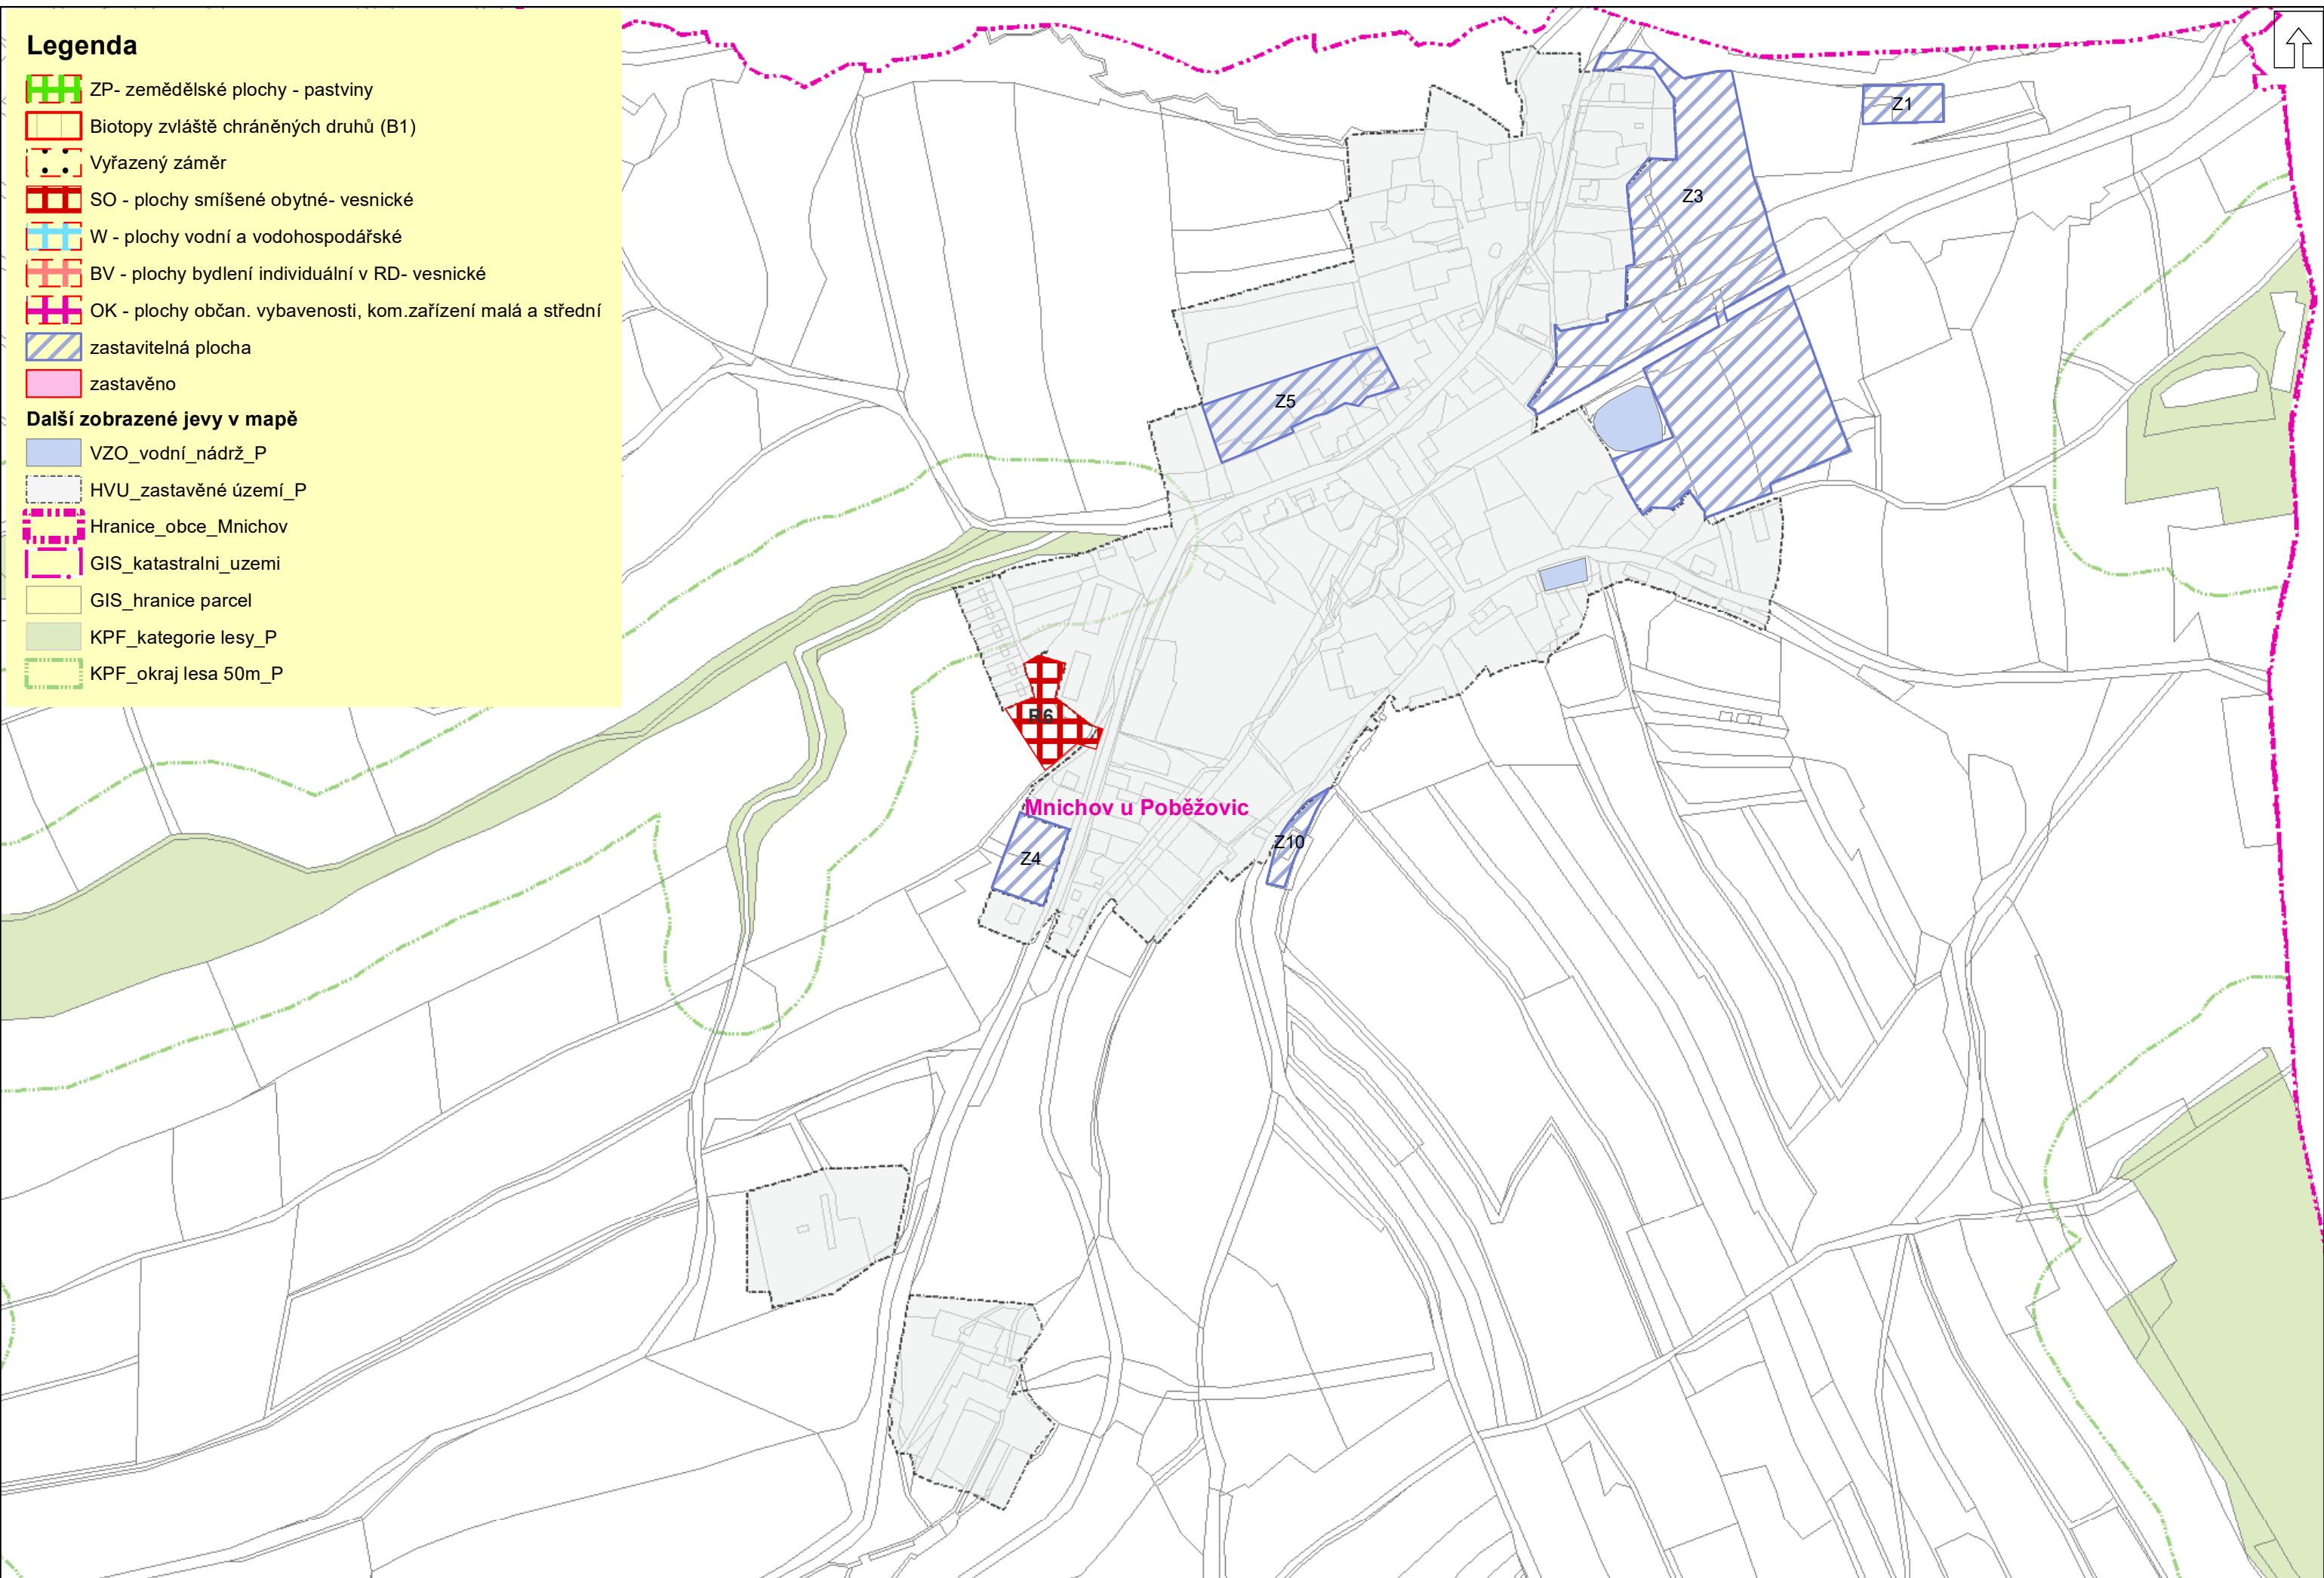 Legenda
ZP- zemědělské plochy - pastviny
Biotopy zvláště chráněných druhů (B1)
Vyřazený záměr
SO - plochy smíšené obytné- vesnické
W - plochy vodní a vodohospodářské
BV - plochy bydlení individuální v RD- vesnické
OK - plochy občan. vybavenosti, kom.zařízení malá a střední
zastavitelná plocha
zastavěno
Další zobrazené jevy v mapě
VZO_vodní_nádrž_P
HVU_zastavěné území_P
Hranice_obce_Mnichov
GIS_katastralni_uzemi
GIS_hranice parcel
KPF_kategorie lesy_P
KPF_okraj lesa 50m_P
Z1
Z3
Z5
R6
Mnichov u Poběžovic
Z10
Z4